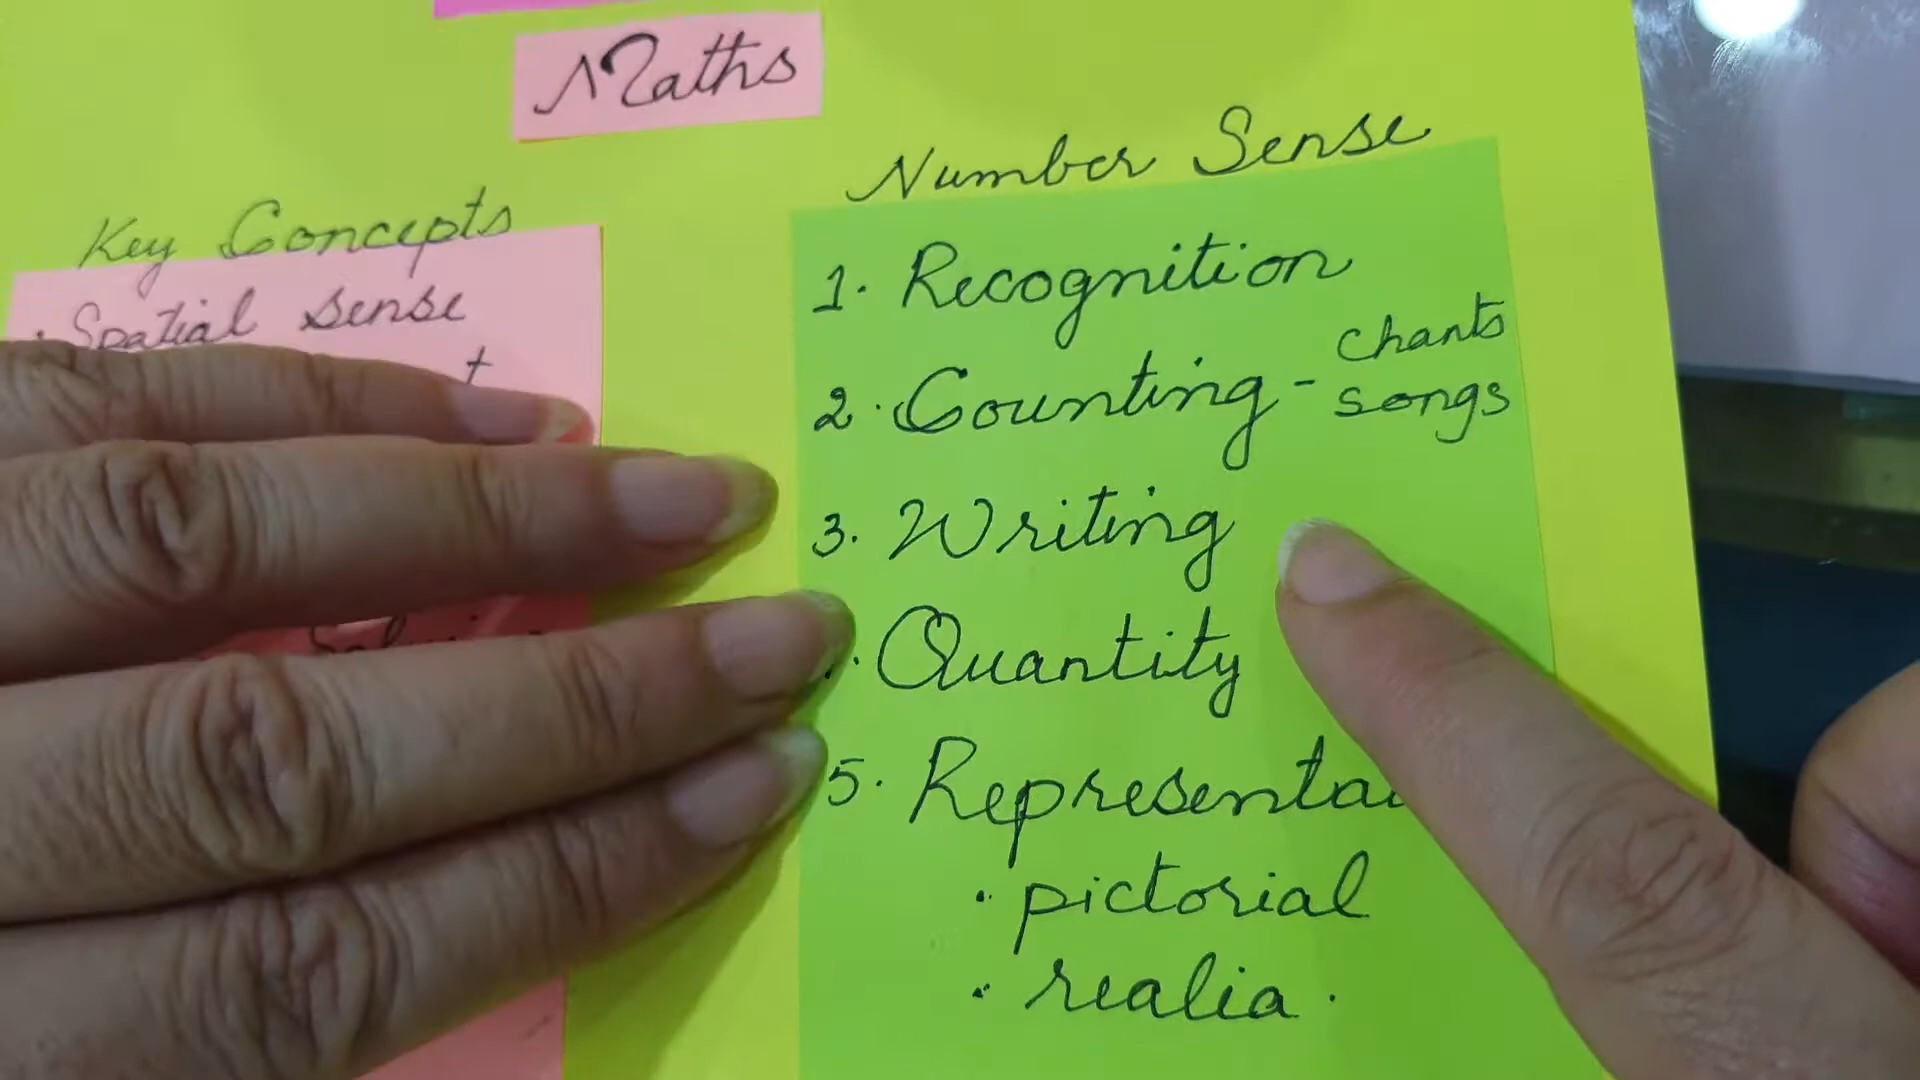 Maths
Key Concepts
· Spatial sense
Number Sense
1. Recognition
2. Counting - chants
songs
3. Writing
. Quantity
5.
· pictorial
· realia.